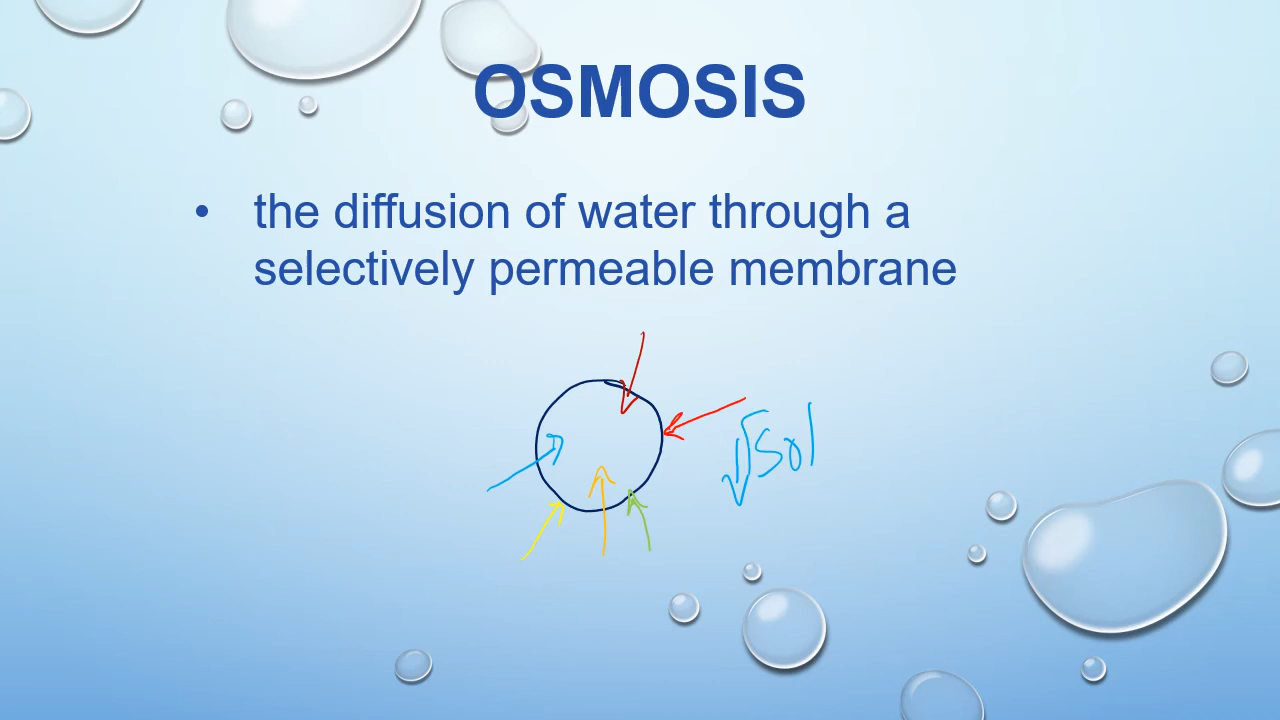 OSMOSIS
• the diffusion of water through a
selectively permeable membrane
↓ sol